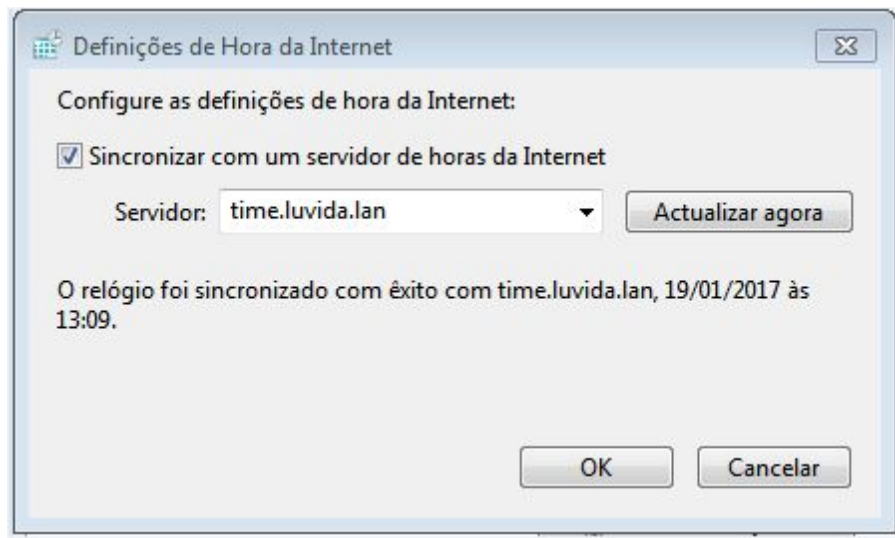 Definições de Hora da Internet
Configure as definições de hora da Internet:
Sincronizar com um servidor de horas da Internet
Servidor: time.luvida.lan Actualizar agora
O relógio foi sincronizado com êxito com time.luvida.lan, 19/01/2017 às
13:09.
OK Cancelar